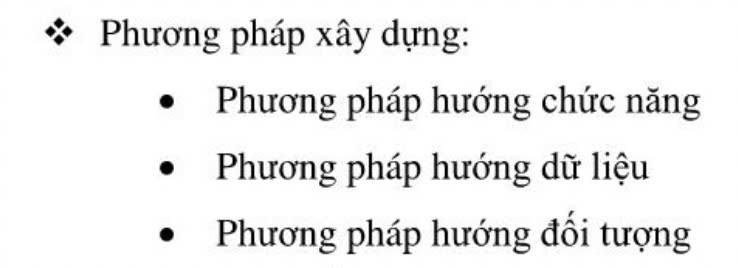 ❖ Phương pháp xây dựng:
• Phương pháp hướng chức năng
• Phương pháp hướng dữ liệu
• Phương pháp hướng đối tượng